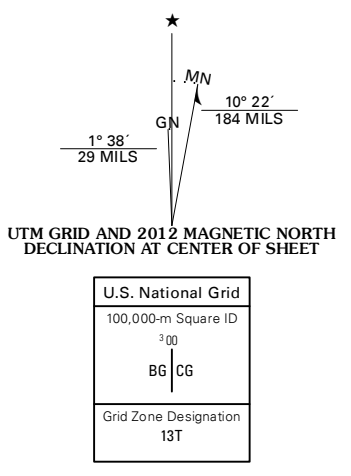 ★
MN
10° 22´
184 MILS
GN
1° 38´
29 MILS
UTM GRID AND 2012 MAGNETIC NORTH
DECLINATION AT CENTER OF SHEET
U.S. National Grid
100,000-m Square ID
³00
BG CG
Grid Zone Designation
13T